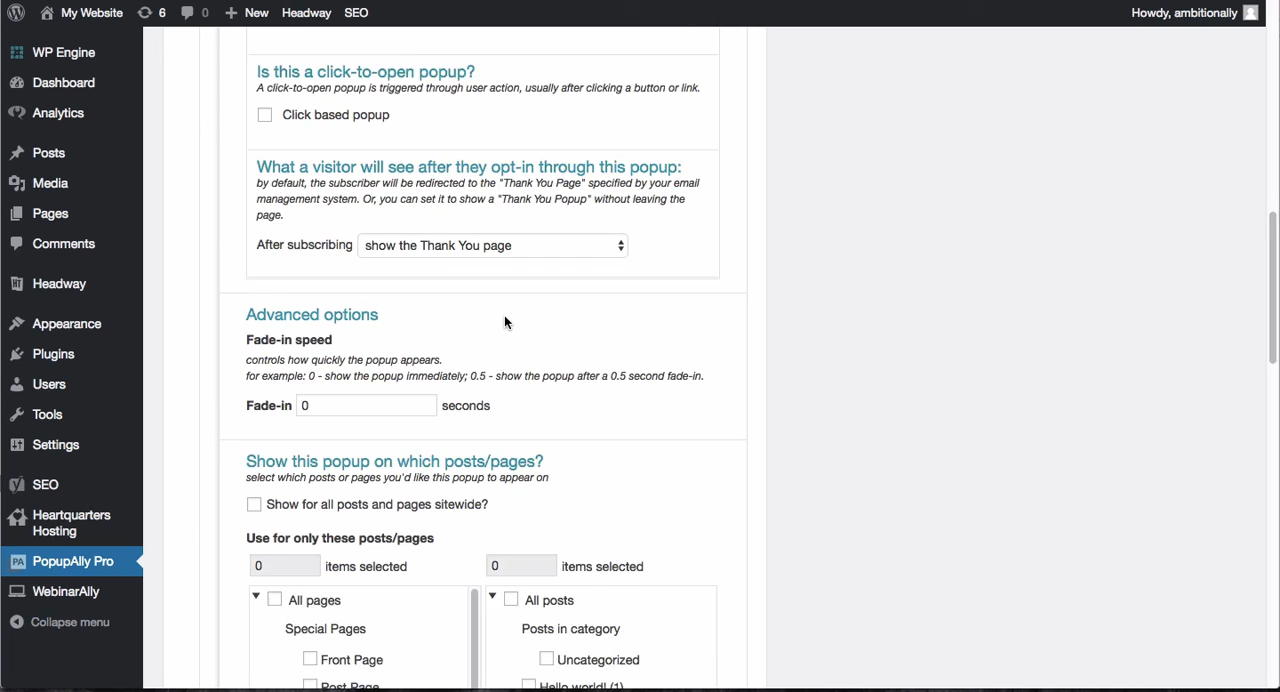 My Website 6 0 New Headway SEO Howdy, ambitionally
WP Engine
Dashboard
Analytics
Posts
Media
Pages
Comments
Headway
Appearance
Plugins
Users
Tools
Settings
SEO
Heartquarters
Hosting
PA PopupAlly Pro
WebinarAlly
Collapse menu
Is this a click-to-open popup?
A click-to-open popup is triggered through user action, usually after clicking a button or link.
Click based popup
What a visitor will see after they opt-in through this popup:
by default, the subscriber will be redirected to the "Thank You Page" specified by your email
management system. Or, you can set it to show a "Thank You Popup" without leaving the
page.
After subscribing show the Thank You page
Advanced options
Fade-in speed
controls how quickly the popup appears.
for example: 0 - show the popup immediately; 0.5 - show the popup after a 0.5 second fade-in.
Fade-in 0 seconds
Show this popup on which posts/pages?
select which posts or pages you'd like this popup to appear on
Show for all posts and pages sitewide?
Use for only these posts/pages
0 items selected 0 items selected
All pages All posts
Special Pages Posts in category
Front Page Uncategorized
Post Page Hello world! (1)